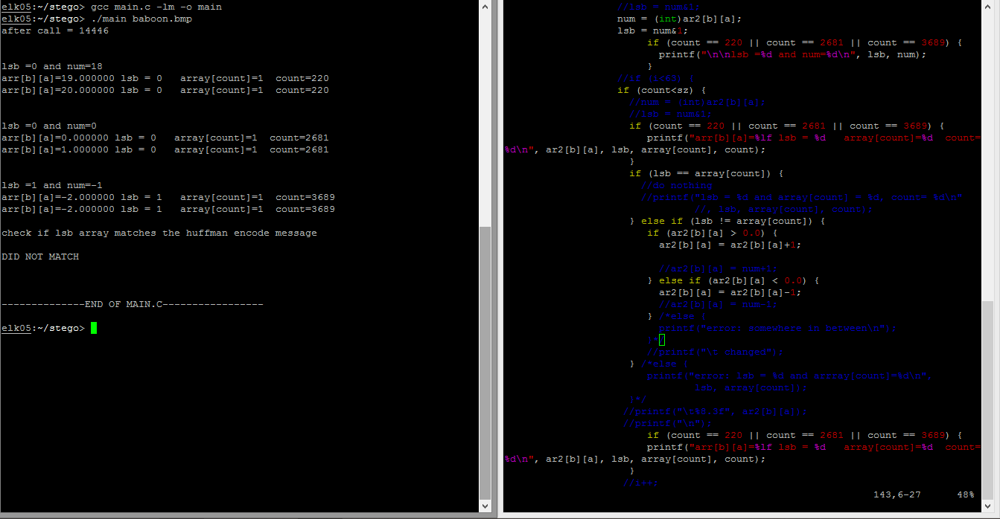 elk05:~/stego> gcc main.c -lm -o main
elk05:~/stego> ./main baboon.bmp
after call = 14446
lsb =0 and num=18
arr[b][a]=19.000000 lsb = 0   array[count]=1  count=220
arr[b][a]=20.000000 lsb = 0   array[count]=1  count=220
lsb =0 and num=0
arr[b][a]=0.000000 lsb = 0   array[count]=1  count=2681
arr[b][a]=1.000000 lsb = 0   array[count]=1  count=2681
lsb =1 and num=-1
arr[b][a]=-2.000000 lsb = 1   array[count]=1  count=3689
arr[b][a]=-2.000000 lsb = 1   array[count]=1  count=3689
check if lsb array matches the huffman encode message
DID NOT MATCH
--------------END OF MAIN.C-----------------
elk05:~/stego>
//lsb = num&1;
num = (int)ar2[b][a];
lsb = num&1;
if (count == 220 || count == 2681 || count == 3689) {
printf("\n\nlsb =%d and num=%d\n", lsb, num);
}
//if (i<63) {
if (count<sz) {
//num = (int)ar2[b][a];
//lsb = num&1;
if (count == 220 || count == 2681 || count == 3689) {
printf("arr[b][a]=%lf lsb = %d   array[count]=%d  count=
%d\n", ar2[b][a], lsb, array[count], count);
}
if (lsb == array[count]) {
//do nothing
//printf("lsb = %d and array[count] = %d, count= %d\n"
//, lsb, array[count], count);
} else if (lsb != array[count]) {
if (ar2[b][a] > 0.0) {
ar2[b][a] = ar2[b][a]+1;
//ar2[b][a] = num+1;
} else if (ar2[b][a] < 0.0) {
ar2[b][a] = ar2[b][a]-1;
//ar2[b][a] = num-1;
} /*else {
printf("error: somewhere in between\n");
}*/
//printf("\t changed");
} /*else {
printf("error: lsb = %d and arrray[count]=%d\n",
lsb, array[count]);
}*/
//printf("\t%8.3f", ar2[b][a]);
//printf("\n");
if (count == 220 || count == 2681 || count == 3689) {
printf("arr[b][a]=%lf lsb = %d   array[count]=%d  count=
%d\n", ar2[b][a], lsb, array[count], count);
}
//i++;
143,6-27      48%